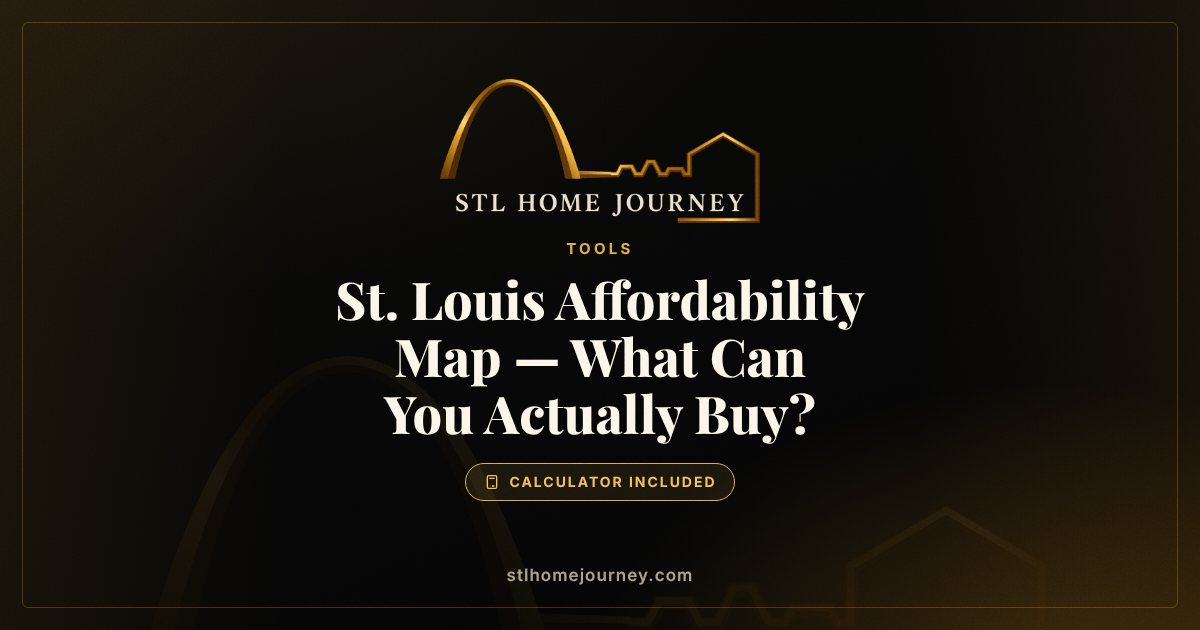 STL HOME JOURNEY
TOOLS
St. Louis Affordability
Map — What Can
You Actually Buy?
CALCULATOR INCLUDED
stlhomejourney.com